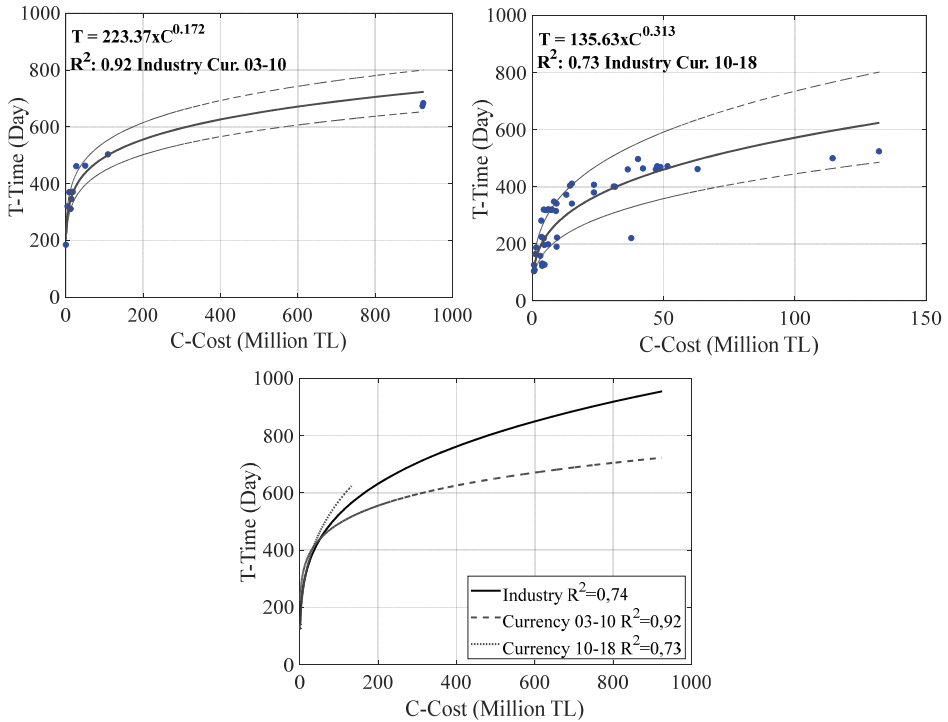 1000
800
600
400
200
0
T-Time (Day)
T = 223.37xC^0.172
R^2: 0.92 Industry Cur. 03-10
0 200 400 600 800 1000
C-Cost (Million TL)
1000
800
600
400
200
0
T-Time (Day)
T = 135.63xC^0.313
R^2: 0.73 Industry Cur. 10-18
0 50 100 150
C-Cost (Million TL)
1000
800
600
400
200
0
T-Time (Day)
Industry R^2=0,74
Currency 03-10 R^2=0,92
Currency 10-18 R^2=0,73
0 200 400 600 800 1000
C-Cost (Million TL)